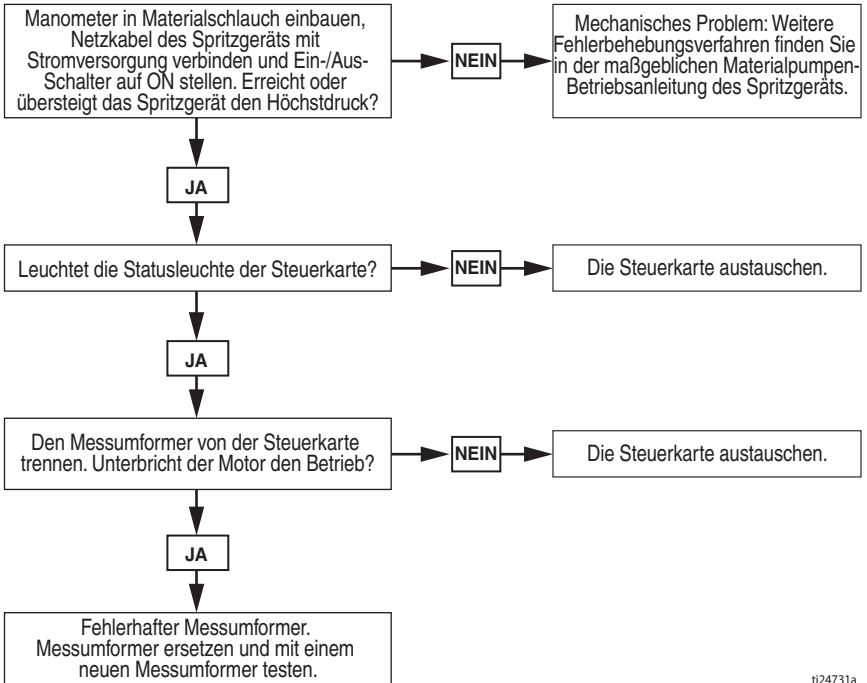 Manometer in Materialschlauch einbauen,
Netzkabel des Spritzgeräts mit
Stromversorgung verbinden und Ein-/Aus-
Schalter auf ON stellen. Erreicht oder
übersteigt das Spritzgerät den Höchstdruck?
NEIN
Mechanisches Problem: Weitere
Fehlerbehebungsverfahren finden Sie
in der maßgeblichen Materialpumpen-
Betriebsanleitung des Spritzgeräts.
JA
Leuchtet die Statusleuchte der Steuerkarte?
NEIN
Die Steuerkarte austauschen.
JA
Den Messumformer von der Steuerkarte
trennen. Unterbricht der Motor den Betrieb?
NEIN
Die Steuerkarte austauschen.
JA
Fehlerhafter Messumformer.
Messumformer ersetzen und mit einem
neuen Messumformer testen.
ti24731a